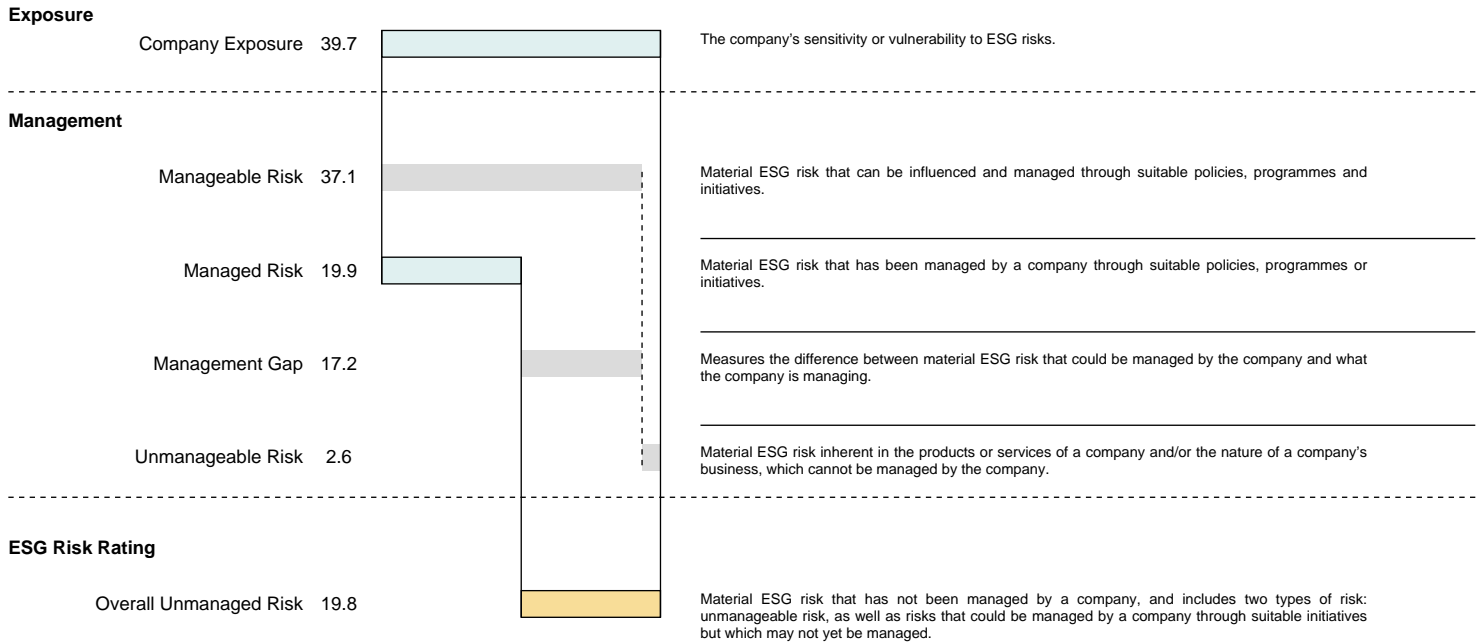 Exposure
Company Exposure 39.7
The company’s sensitivity or vulnerability to ESG risks.
Management
Manageable Risk 37.1
Material ESG risk that can be influenced and managed through suitable policies, programmes and
initiatives.
Managed Risk 19.9
Material ESG risk that has been managed by a company through suitable policies, programmes or
initiatives.
Management Gap 17.2
Measures the difference between material ESG risk that could be managed by the company and what
the company is managing.
Unmanageable Risk 2.6
Material ESG risk inherent in the products or services of a company and/or the nature of a company’s
business, which cannot be managed by the company.
ESG Risk Rating
Overall Unmanaged Risk 19.8
Material ESG risk that has not been managed by a company, and includes two types of risk:
unmanageable risk, as well as risks that could be managed by a company through suitable initiatives
but which may not yet be managed.